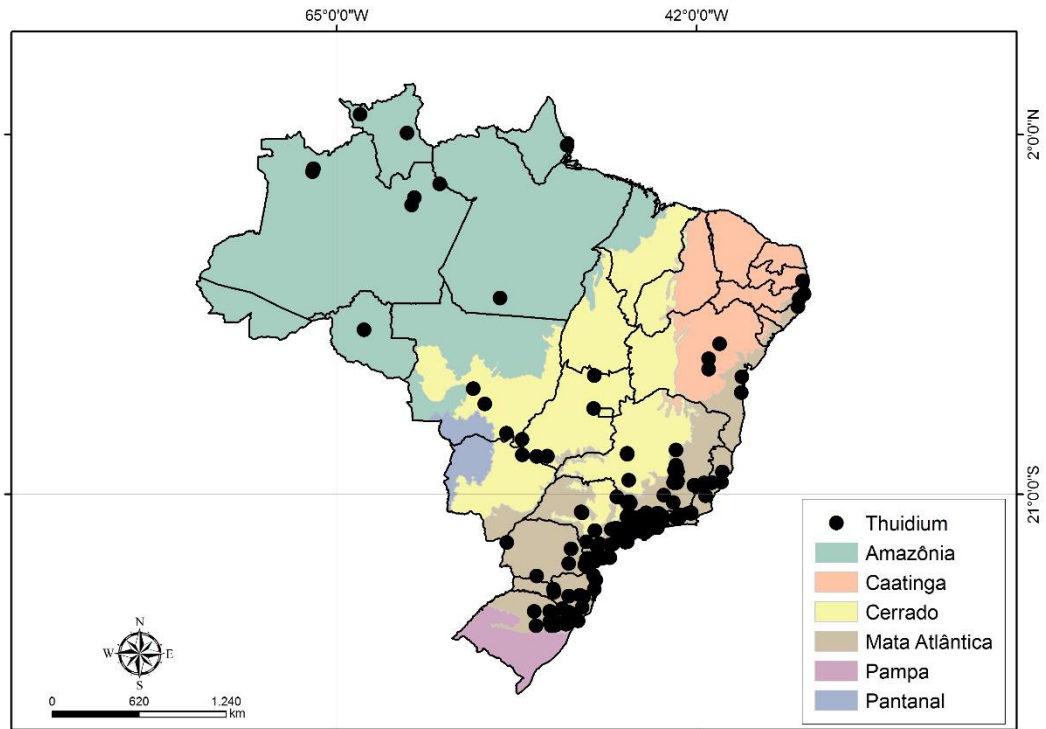 65°0'0"W
42°0'0"W
2°0'0"N
21°0'0"S
Thuidium
Amazônia
Caatinga
Cerrado
Mata Atlântica
Pampa
Pantanal
N
W
E
S
0
620
1.240
km